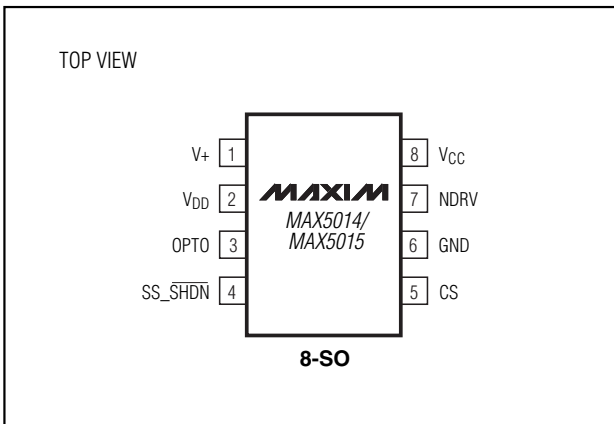 TOP VIEW
V+ 1
8 VCC
VDD 2
MAXIM
7 NDRV
MAX5014/
MAX5015
OPTO 3
6 GND
SS_SHDN 4
5 CS
8-SO